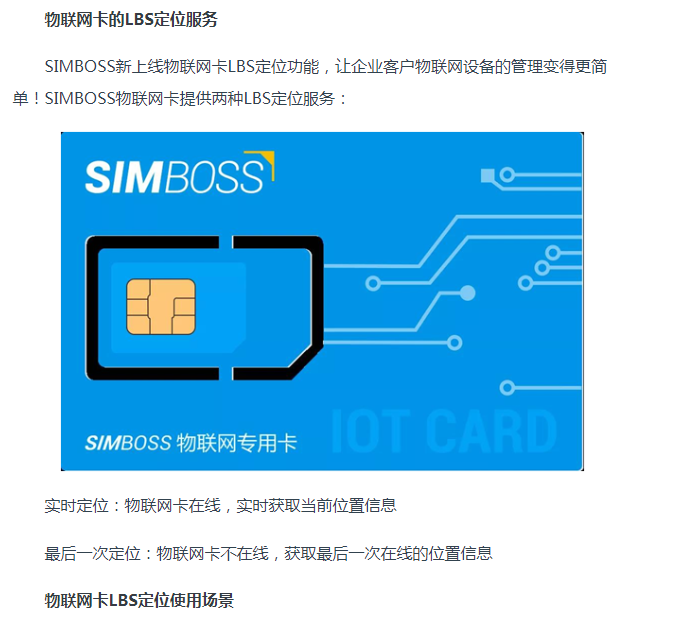 物联网卡的LBS定位服务
SIMBOSS新上线物联网卡LBS定位功能，让企业客户物联网设备的管理变得更简
单！SIMBOSS物联网卡提供两种LBS定位服务：
SIMBOSS
SIMBOSS 物联网专用卡
IOT CARD
实时定位：物联网卡在线，实时获取当前位置信息
最后一次定位：物联网卡不在线，获取最后一次在线的位置信息
物联网卡LBS定位使用场景